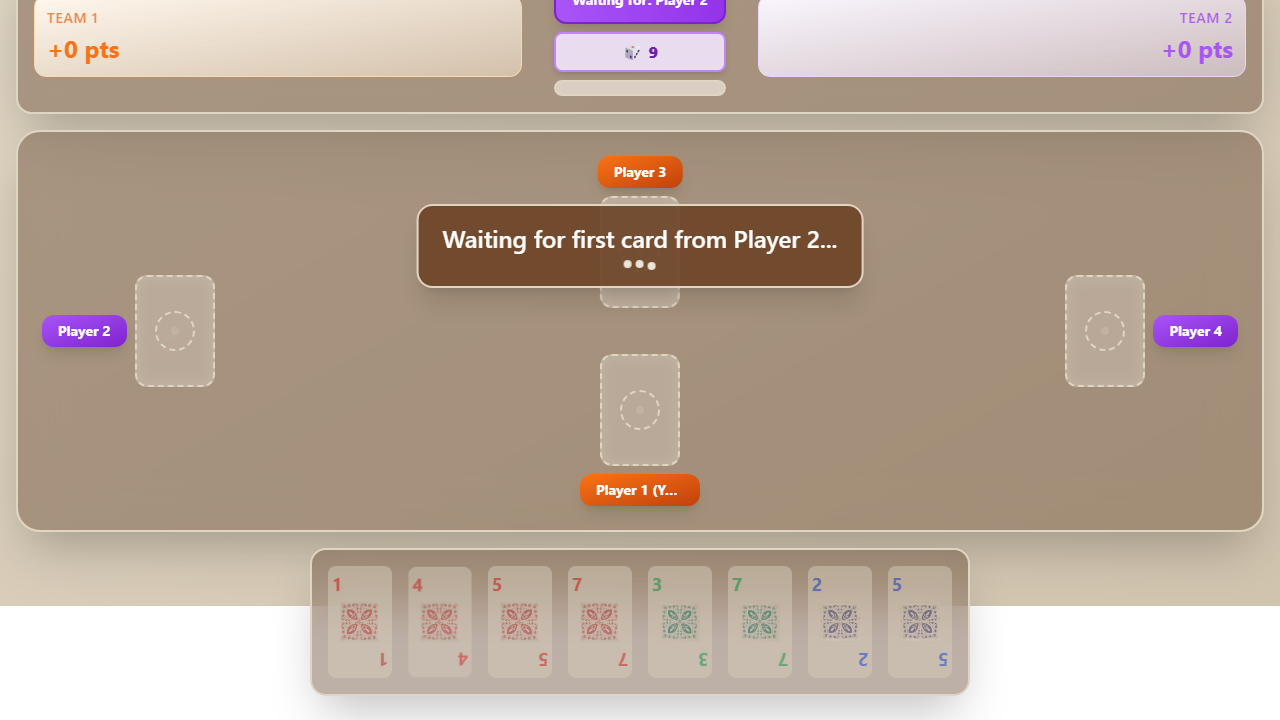 TEAM 1
+0 pts
Waiting for: Player 2
9
TEAM 2
+0 pts
Player 3
Waiting for first card from Player 2...
Player 2
Player 4
Player 1 (Y...
1 4 5 7 3 7 2 5
1 4 5 7 3 7 2 5